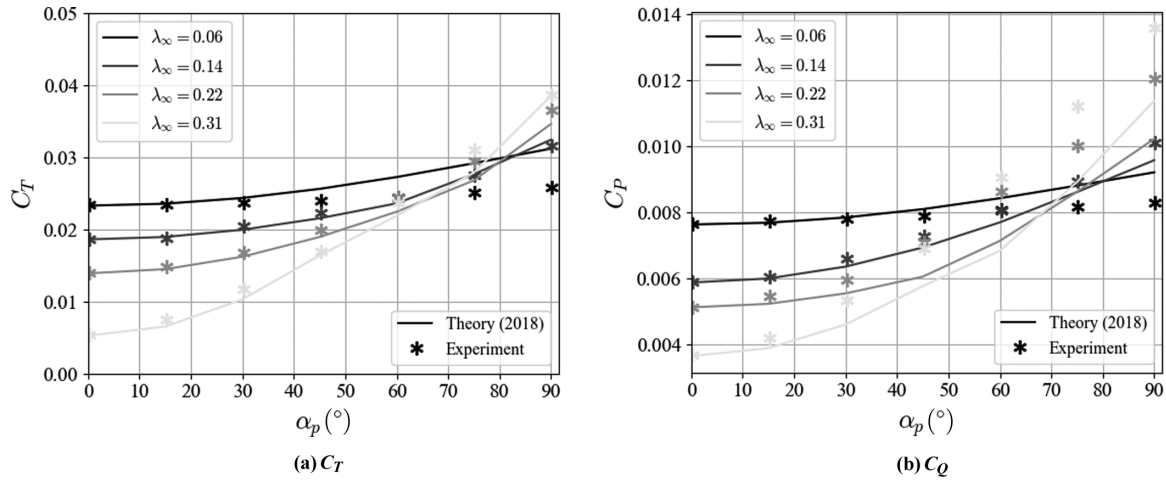 0.05
0.04
0.03
0.02
0.01
0.00
C_T
λ∞ = 0.06
λ∞ = 0.14
λ∞ = 0.22
λ∞ = 0.31
Theory (2018)
Experiment
0 10 20 30 40 50 60 70 80 90
α_p (°)
(a) C_T
0.014
0.012
0.010
0.008
0.006
0.004
C_P
λ∞ = 0.06
λ∞ = 0.14
λ∞ = 0.22
λ∞ = 0.31
Theory (2018)
Experiment
0 10 20 30 40 50 60 70 80 90
α_p (°)
(b) C_Q